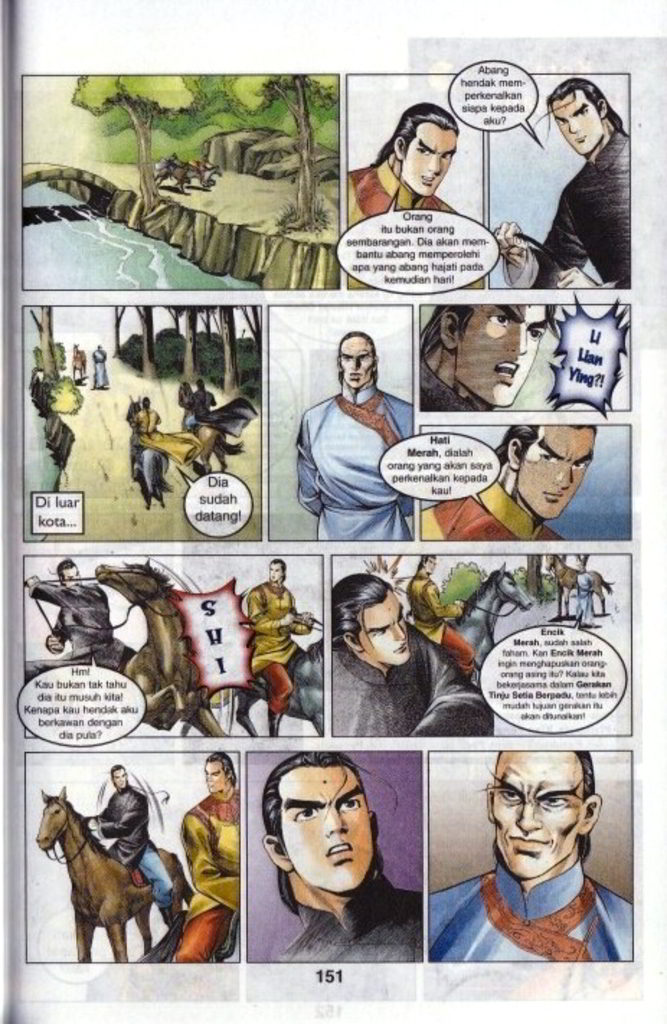 Abang
hendak mem-
perkenalkan
siapa kepada
aku?
Orang
itu bukan orang
sembarangan. Dia akan mem-
bantu abang memperolehi
apa yang abang hajati pada
kemudian hari!
Di luar
kota...
Dia
sudah
datang!
Li
Lian
Ying?!
Hati
Merah, dialah
orang yang akan saya
perkenalkan kepada
kau!
Hm!
Kau bukan tak tahu
dia itu musuh kita!
Kenapa kau hendak aku
berkawan dengan
dia pula?
SHI
Encik
Merah, sudah salah
faham. Kan Encik Merah
ingin menghapuskan orang-
orang asing itu? Kalau kita
bekerjasama dalam Gerakan
Tinju Setia Berpadu, tentu lebih
mudah tujuan gerakan itu
akan ditunaikan!
151